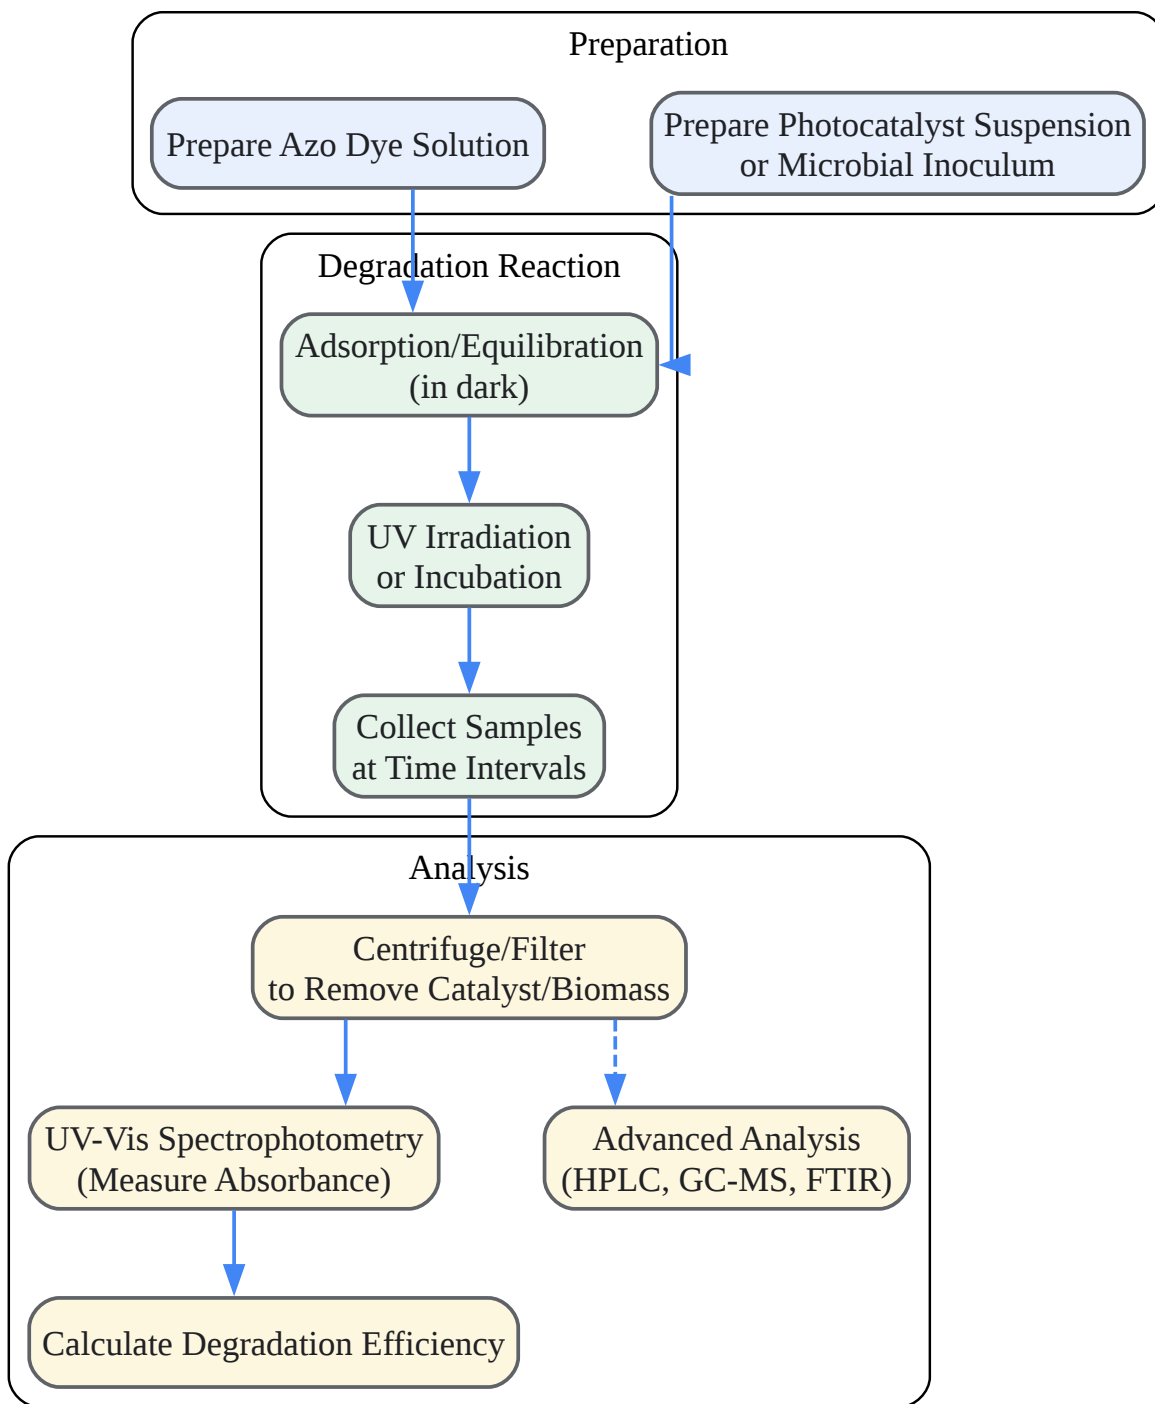 Preparation
Prepare Azo Dye Solution
Prepare Photocatalyst Suspension
or Microbial Inoculum
Degradation Reaction
Adsorption/Equilibration
(in dark)
UV Irradiation
or Incubation
Collect Samples
at Time Intervals
Analysis
Centrifuge/Filter
to Remove Catalyst/Biomass
UV-Vis Spectrophotometry
(Measure Absorbance)
Advanced Analysis
(HPLC, GC-MS, FTIR)
Calculate Degradation Efficiency